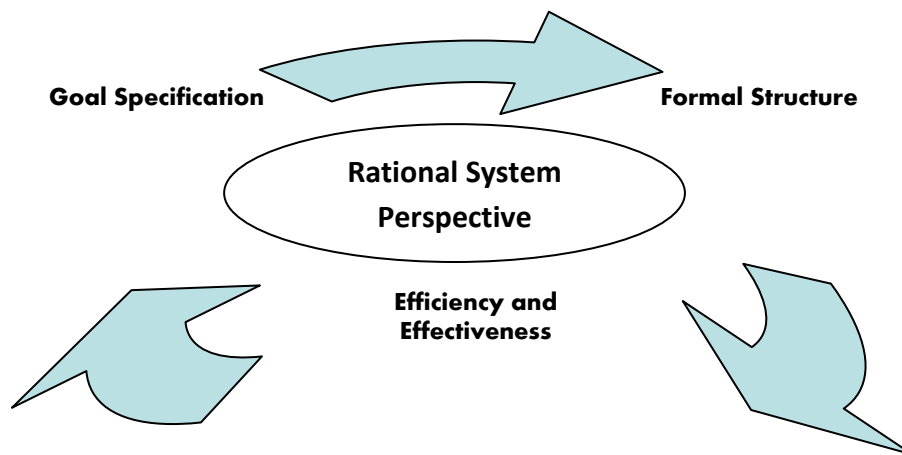 Goal Specification
Formal Structure
Rational System
Perspective
Efficiency and
Effectiveness